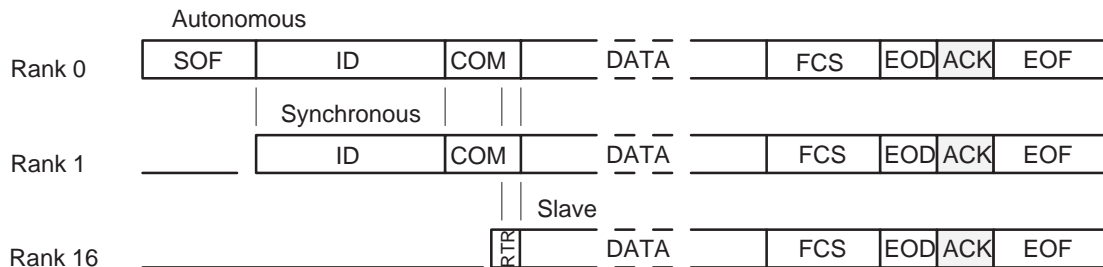 Autonomous
Rank 0 SOF ID COM DATA FCS EOD ACK EOF
Synchronous
Rank 1 ID COM DATA FCS EOD ACK EOF
Slave
Rank 16 RTR DATA FCS EOD ACK EOF